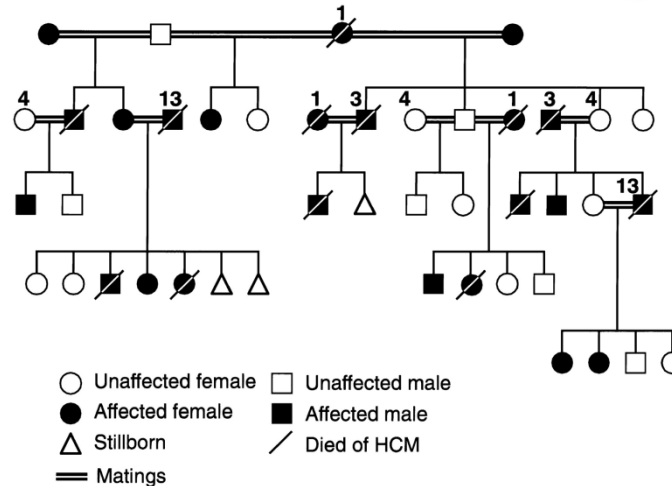 1
4 13 1 3 4 1 3 4
13
Unaffected female Unaffected male
Affected female Affected male
Stillborn Died of HCM
Matings